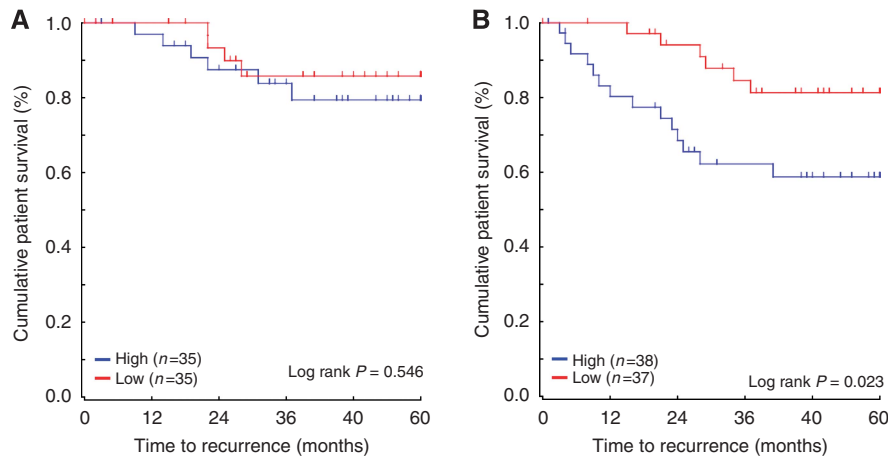 A
Cumulative patient survival (%)
1.0
0.8
0.6
0.4
0.2
0.0
High (n=35)
Low (n=35)
Log rank P = 0.546
0 12 24 36 48 60
Time to recurrence (months)
B
Cumulative patient survival (%)
1.0
0.8
0.6
0.4
0.2
0.0
High (n=38)
Low (n=37)
Log rank P = 0.023
0 12 24 36 48 60
Time to recurrence (months)